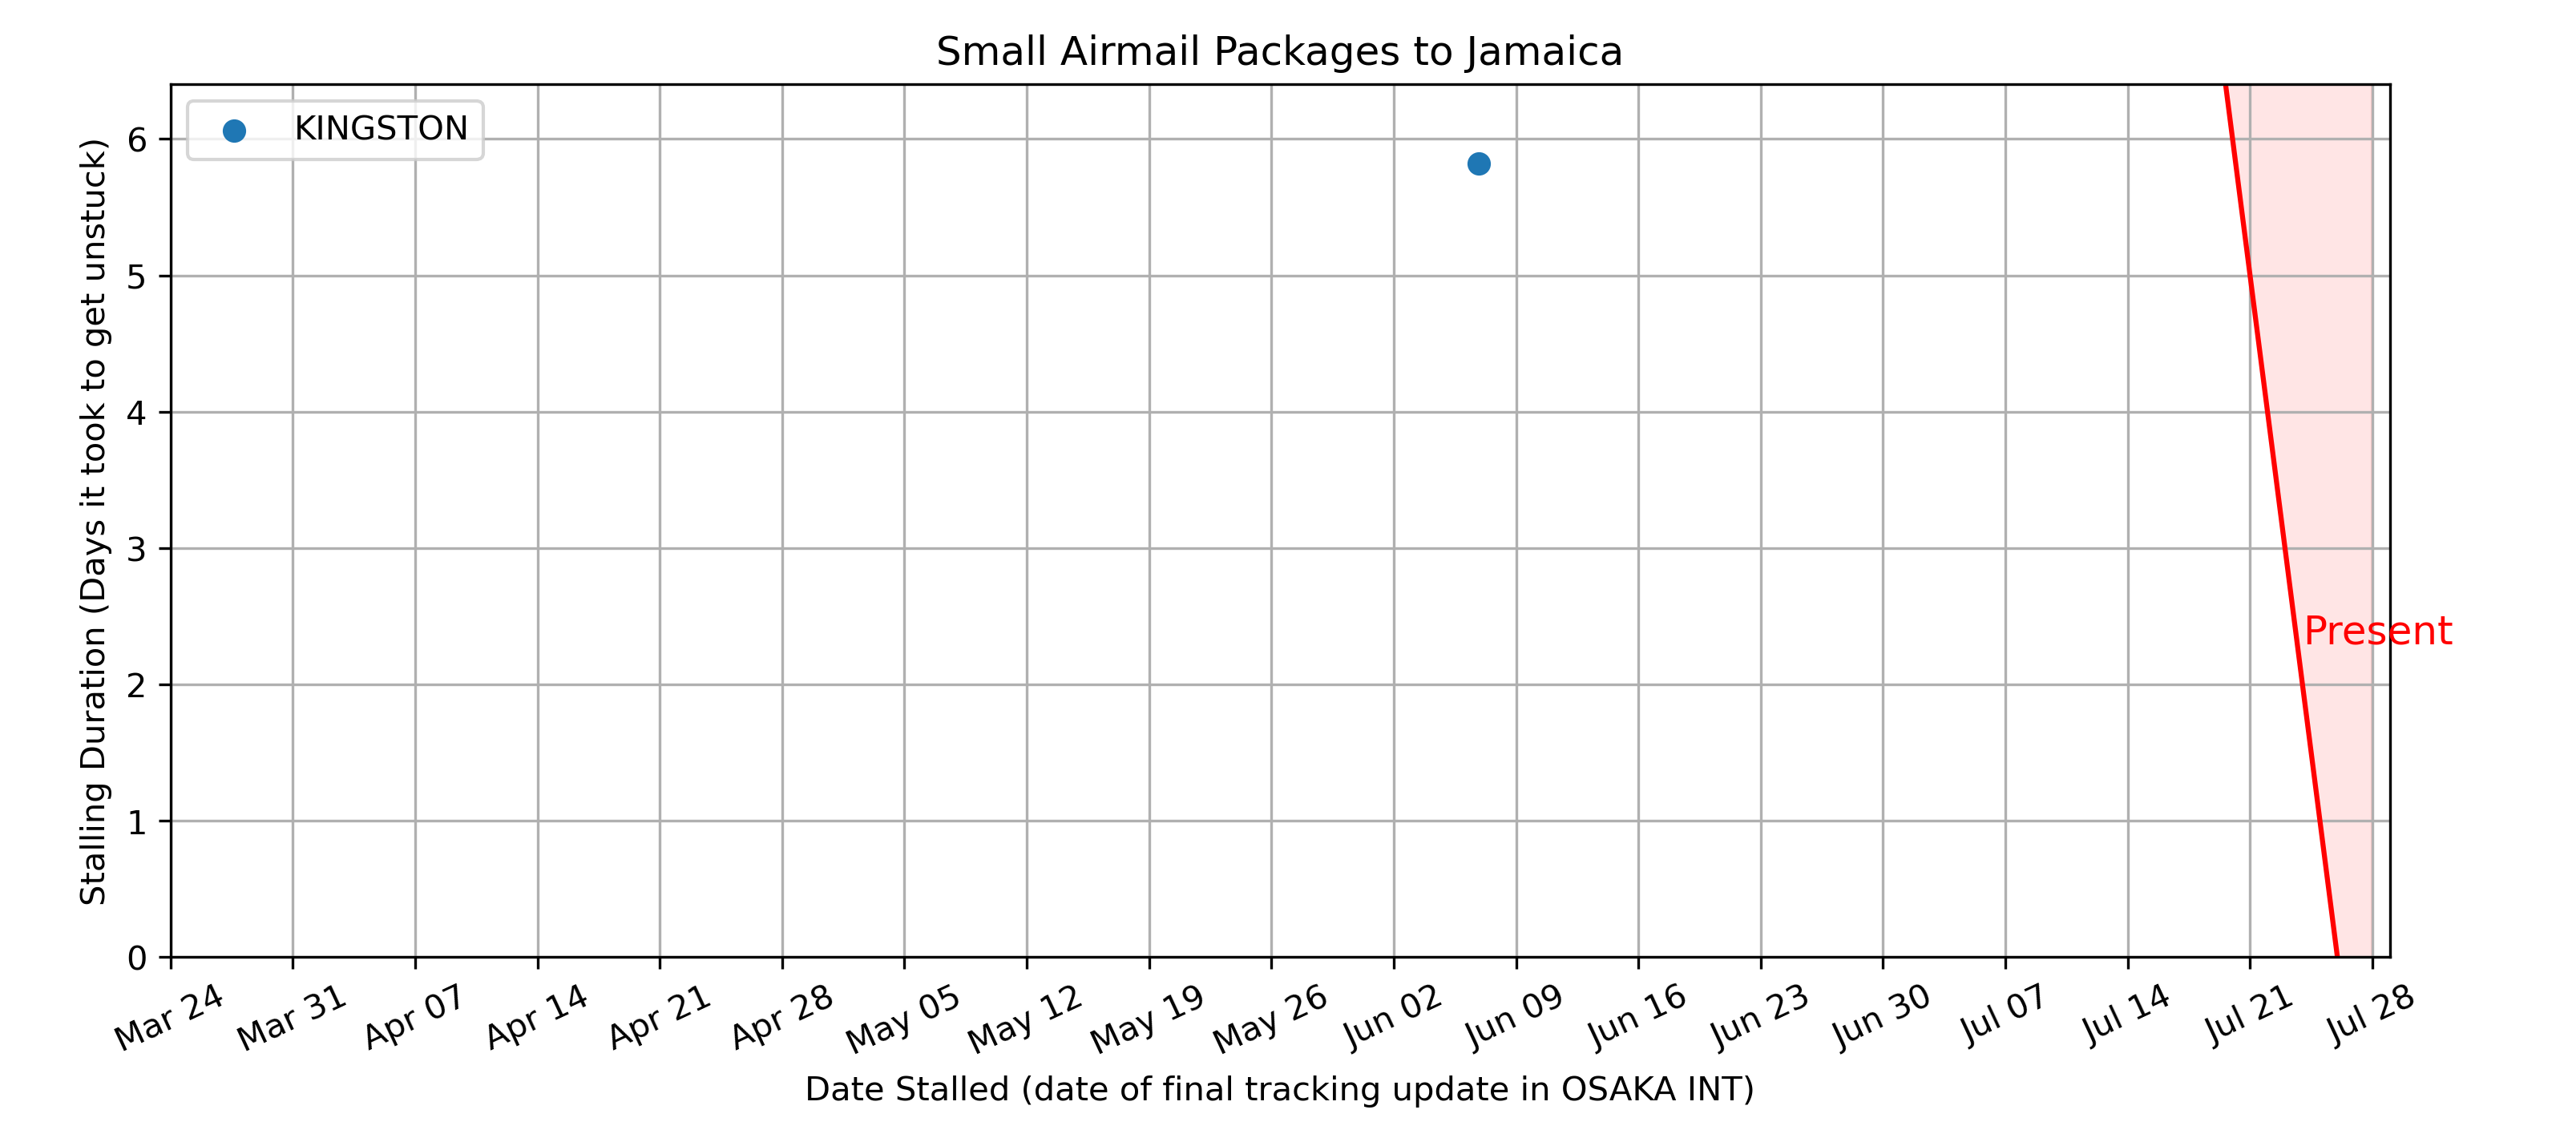 Small Airmail Packages to Jamaica
KINGSTON
Stalling Duration (Days it took to get unstuck)
6
5
4
3
2
1
0
Present
Mar 24
Mar 31
Apr 07
Apr 14
Apr 21
Apr 28
May 05
May 12
May 19
May 26
Jun 02
Jun 09
Jun 16
Jun 23
Jun 30
Jul 07
Jul 14
Jul 21
Jul 28
Date Stalled (date of final tracking update in OSAKA INT)